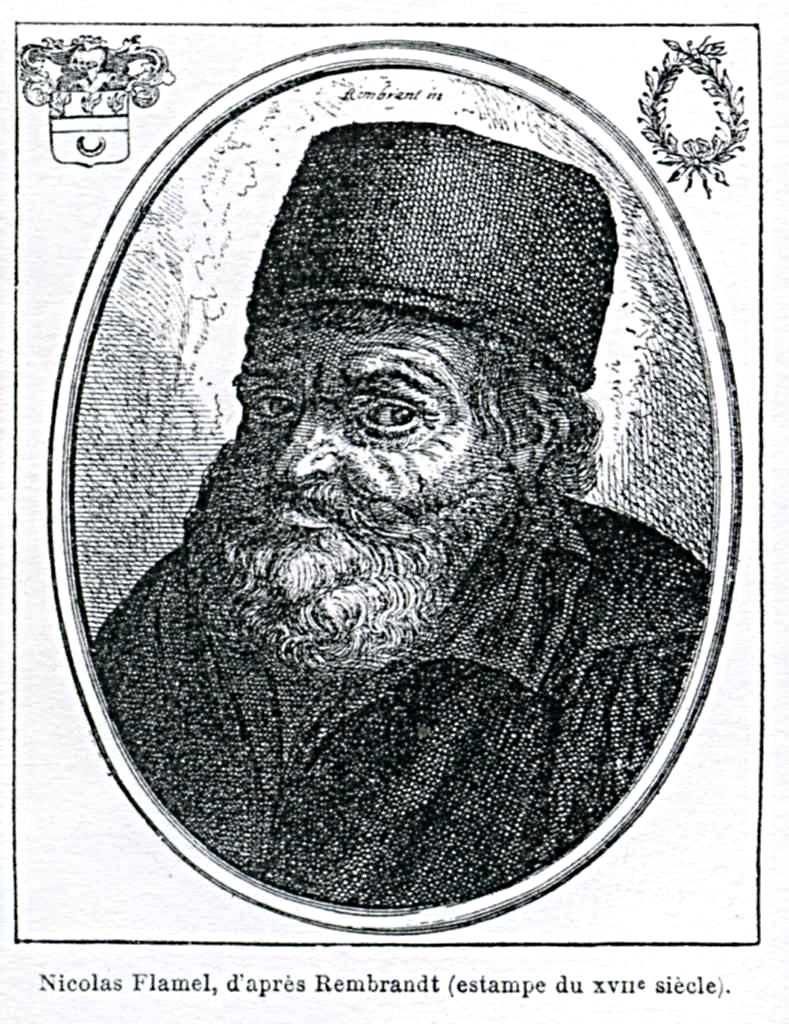 Rembrant in
Nicolas Flamel, d'après Rembrandt (estampe du XVIIe siècle).